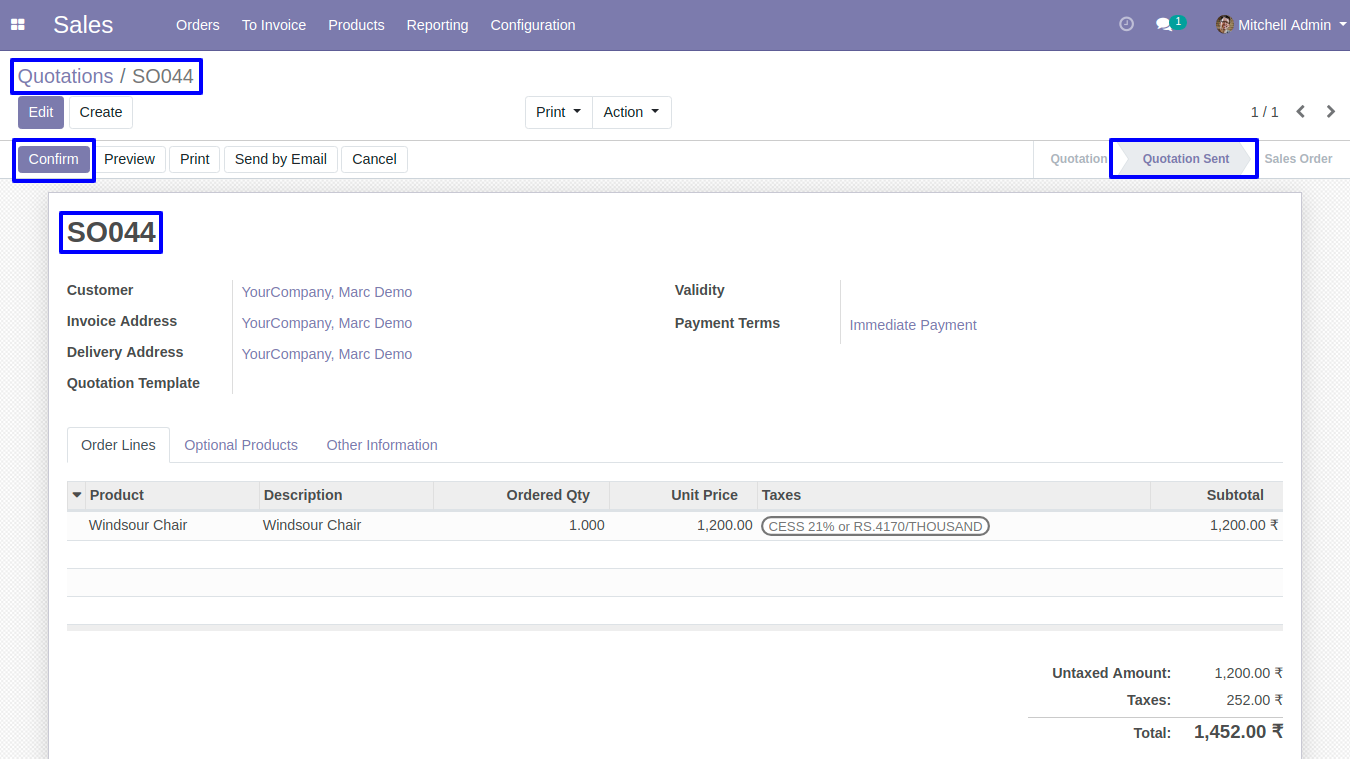 Sales Orders To Invoice Products Reporting Configuration 1 Mitchell Admin
Quotations / SO044
Edit Create Print Action 1 / 1
Confirm Preview Print Send by Email Cancel Quotation Quotation Sent Sales Order
SO044
Customer YourCompany, Marc Demo Validity
Invoice Address YourCompany, Marc Demo Payment Terms Immediate Payment
Delivery Address YourCompany, Marc Demo
Quotation Template
Order Lines Optional Products Other Information
Product Description Ordered Qty Unit Price Taxes Subtotal
Windsour Chair Windsour Chair 1.000 1,200.00 CESS 21% or RS.4170/THOUSAND 1,200.00 ₹
Untaxed Amount: 1,200.00 ₹
Taxes: 252.00 ₹
Total: 1,452.00 ₹